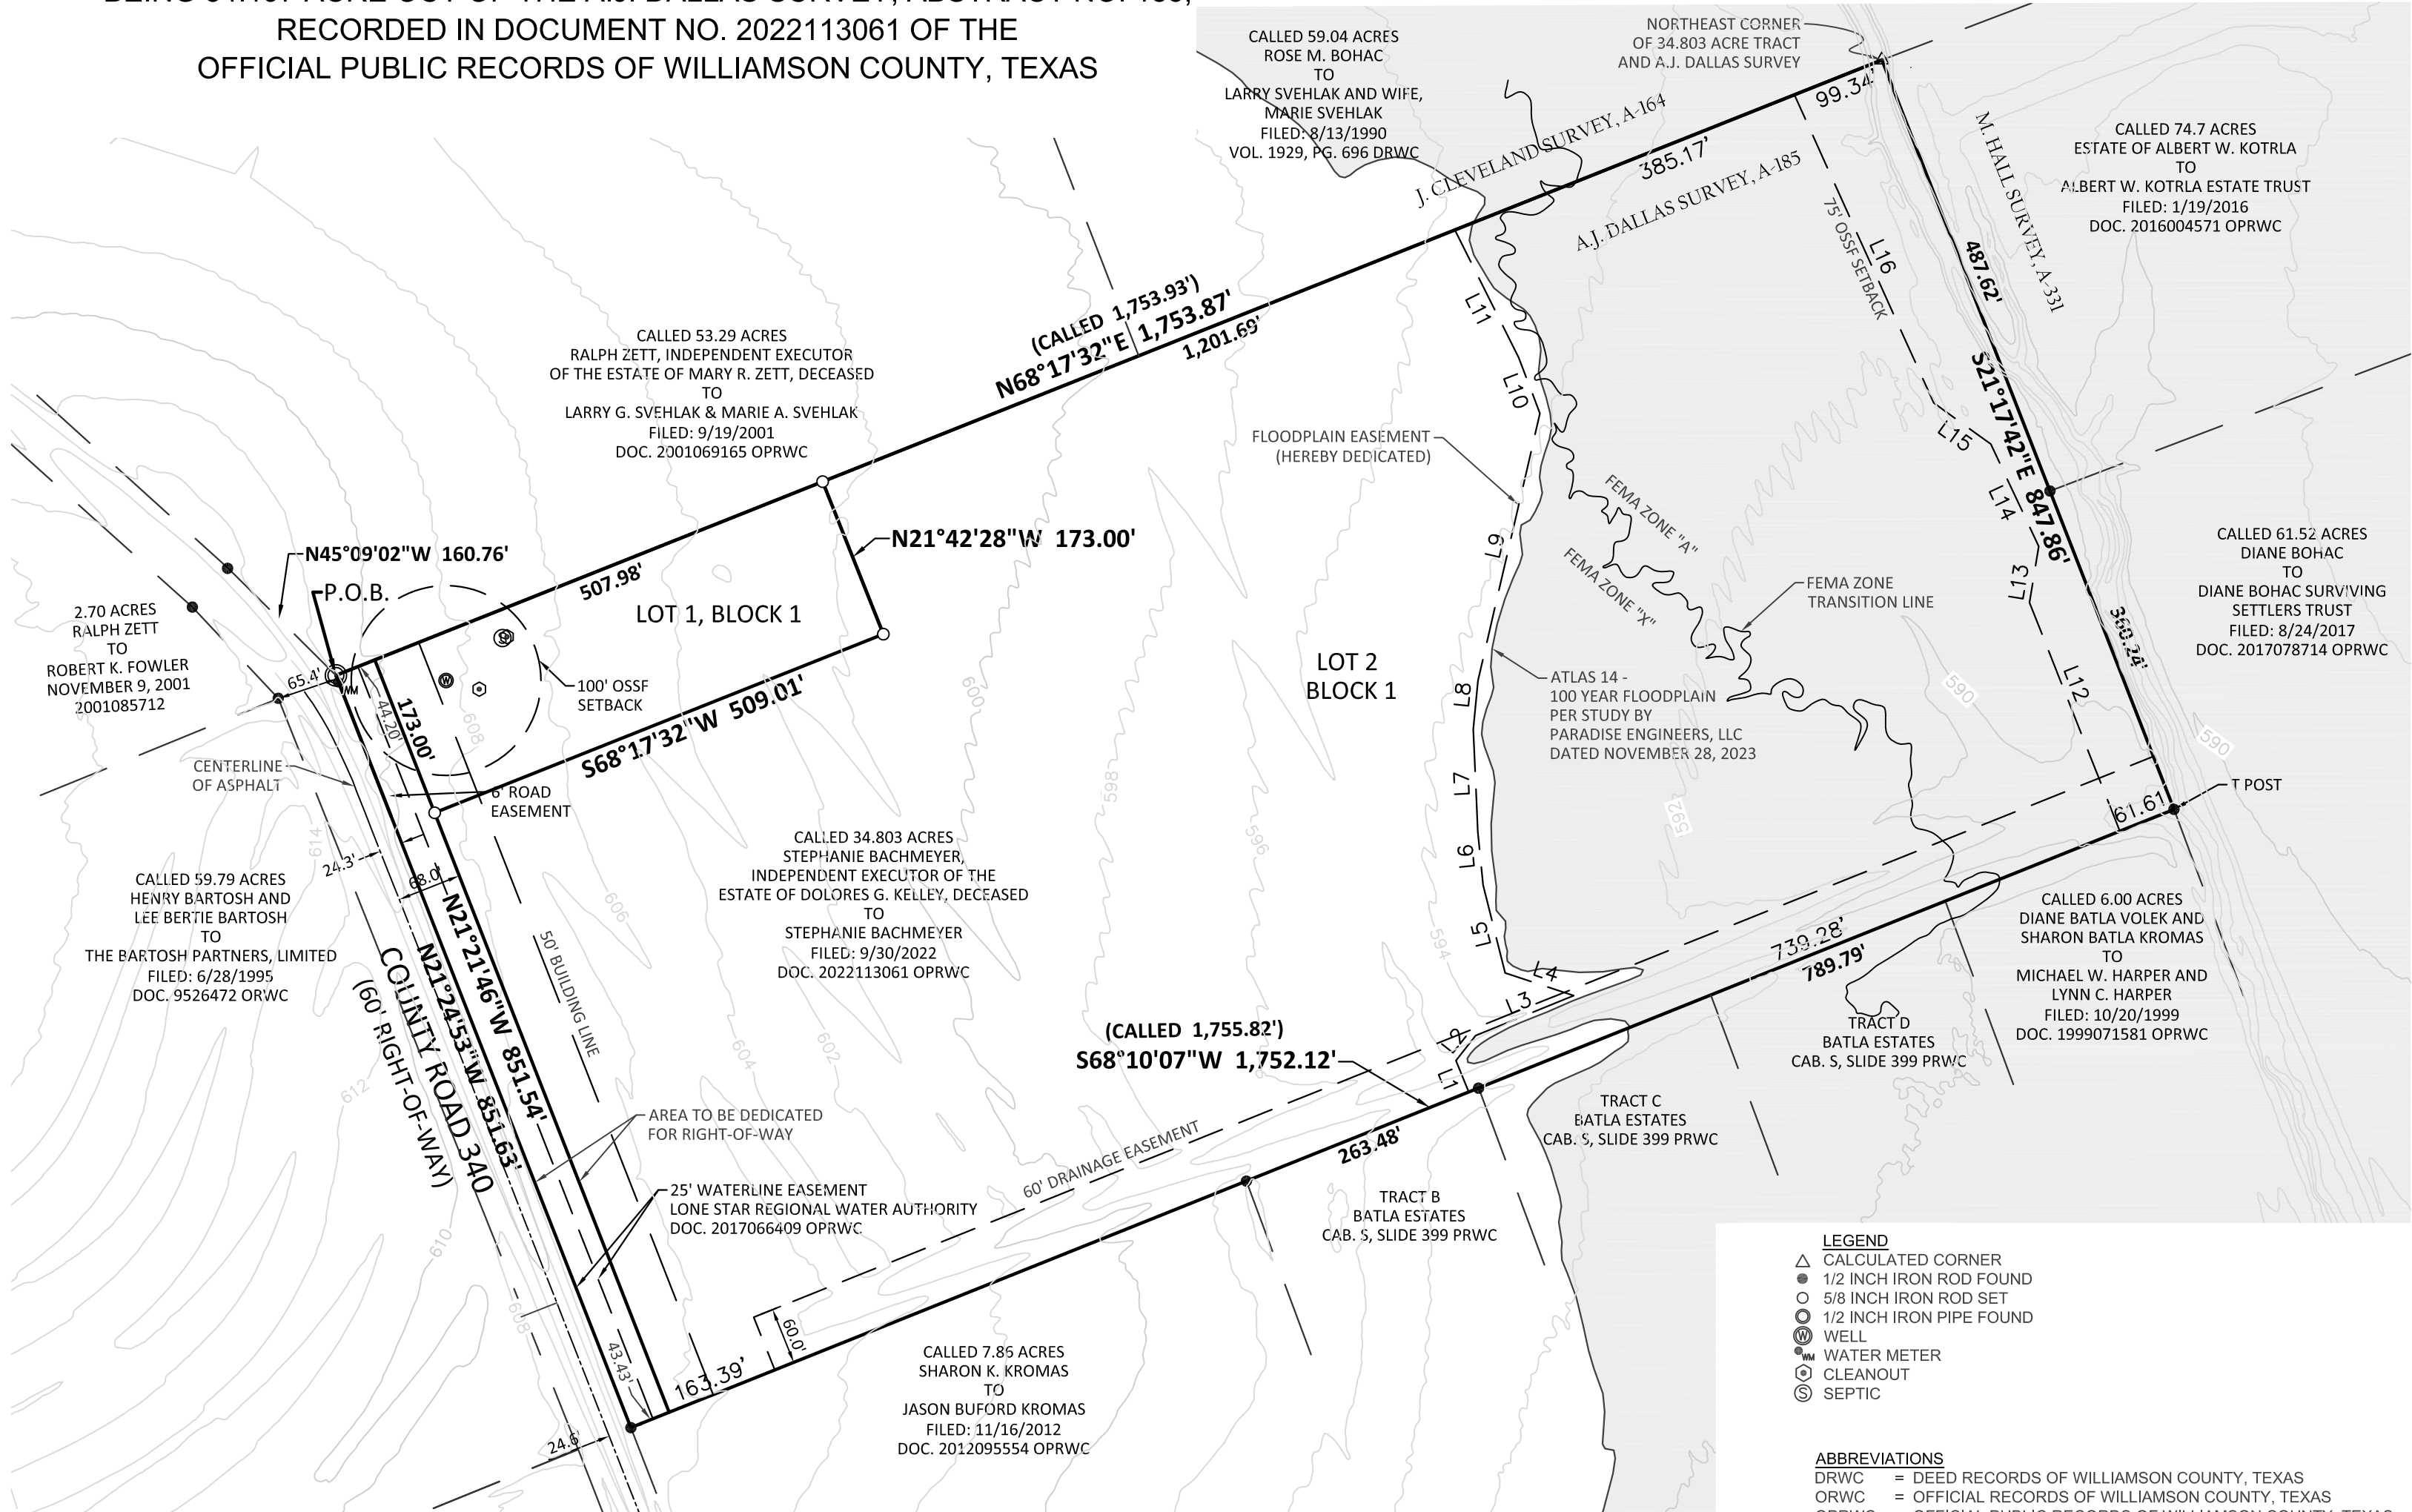 RECORDED IN DOCUMENT NO. 2022113061 OF THE
OFFICIAL PUBLIC RECORDS OF WILLIAMSON COUNTY, TEXAS
CALLED 59.04 ACRES
ROSE M. BOHAC
TO
LARRY SVEHLAK AND WIFE,
MARIE SVEHLAK
FILED: 8/13/1990
VOL. 1929, PG. 696 DRWC
NORTHEAST CORNER
OF 34.803 ACRE TRACT
AND A.J. DALLAS SURVEY
99.34'
J. CLEVELAND SURVEY, A-164
385.17'
A.J. DALLAS SURVEY, A-185
M. HALL SURVEY, A-331
CALLED 74.7 ACRES
ESTATE OF ALBERT W. KOTRLA
TO
ALBERT W. KOTRLA ESTATE TRUST
FILED: 1/19/2016
DOC. 2016004571 OPRWC
L16
75' OSSF SETBACK
487.62'
S21°17'42"E 847.86'
360.24'
(CALLED 1,753.93')
N68°17'32"E 1,753.87'
1,201.69'
L11
L10
L15
L14
L13
L12
CALLED 53.29 ACRES
RALPH ZETT, INDEPENDENT EXECUTOR
OF THE ESTATE OF MARY R. ZETT, DECEASED
TO
LARRY G. SVEHLAK & MARIE A. SVEHLAK
FILED: 9/19/2001
DOC. 2001069165 OPRWC
FLOODPLAIN EASEMENT
(HEREBY DEDICATED)
FEMA ZONE "A"
FEMA ZONE "X"
FEMA ZONE
TRANSITION LINE
CALLED 61.52 ACRES
DIANE BOHAC
TO
DIANE BOHAC SURVIVING
SETTLERS TRUST
FILED: 8/24/2017
DOC. 2017078714 OPRWC
N21°42'28"W 173.00'
N45°09'02"W 160.76'
P.O.B.
507.98'
LOT 1, BLOCK 1
2.70 ACRES
RALPH ZETT
TO
ROBERT K. FOWLER
NOVEMBER 9, 2001
2001085712
65.4'
WM
W
S
44.20'
173.00'
100' OSSF
SETBACK
S68°17'32"W 509.01'
LOT 2
BLOCK 1
L9
L8
L7
L6
L5
L4
L3
L2
L1
ATLAS 14 -
100 YEAR FLOODPLAIN
PER STUDY BY
PARADISE ENGINEERS, LLC
DATED NOVEMBER 28, 2023
590
590
592
594
596
598
600
602
604
606
608
608
610
612
614
T POST
61.61'
CENTERLINE
OF ASPHALT
6' ROAD
EASEMENT
24.3'
68.0'
CALLED 59.79 ACRES
HENRY BARTOSH AND
LEE BERTIE BARTOSH
TO
THE BARTOSH PARTNERS, LIMITED
FILED: 6/28/1995
DOC. 9526472 ORWC
CALLED 34.803 ACRES
STEPHANIE BACHMEYER,
INDEPENDENT EXECUTOR OF THE
ESTATE OF DOLORES G. KELLEY, DECEASED
TO
STEPHANIE BACHMEYER
FILED: 9/30/2022
DOC. 2022113061 OPRWC
50' BUILDING LINE
N21°21'46"W 851.54'
N21°24'53"W 851.63'
COUNTY ROAD 340
(60' RIGHT-OF-WAY)
AREA TO BE DEDICATED
FOR RIGHT-OF-WAY
25' WATERLINE EASEMENT
LONE STAR REGIONAL WATER AUTHORITY
DOC. 2017066409 OPRWC
(CALLED 1,755.82')
S68°10'07"W 1,752.12'
60' DRAINAGE EASEMENT
263.48'
739.28'
789.79'
CALLED 6.00 ACRES
DIANE BATLA VOLEK AND
SHARON BATLA KROMAS
TO
MICHAEL W. HARPER AND
LYNN C. HARPER
FILED: 10/20/1999
DOC. 1999071581 OPRWC
TRACT D
BATLA ESTATES
CAB. S, SLIDE 399 PRWC
TRACT C
BATLA ESTATES
CAB. S, SLIDE 399 PRWC
TRACT B
BATLA ESTATES
CAB. S, SLIDE 399 PRWC
60.0'
43.43'
163.39'
24.6'
CALLED 7.86 ACRES
SHARON K. KROMAS
TO
JASON BUFORD KROMAS
FILED: 11/16/2012
DOC. 2012095554 OPRWC
LEGEND
CALCULATED CORNER
1/2 INCH IRON ROD FOUND
5/8 INCH IRON ROD SET
1/2 INCH IRON PIPE FOUND
W WELL
WM WATER METER
CLEANOUT
S SEPTIC
ABBREVIATIONS
DRWC = DEED RECORDS OF WILLIAMSON COUNTY, TEXAS
ORWC = OFFICIAL RECORDS OF WILLIAMSON COUNTY, TEXAS